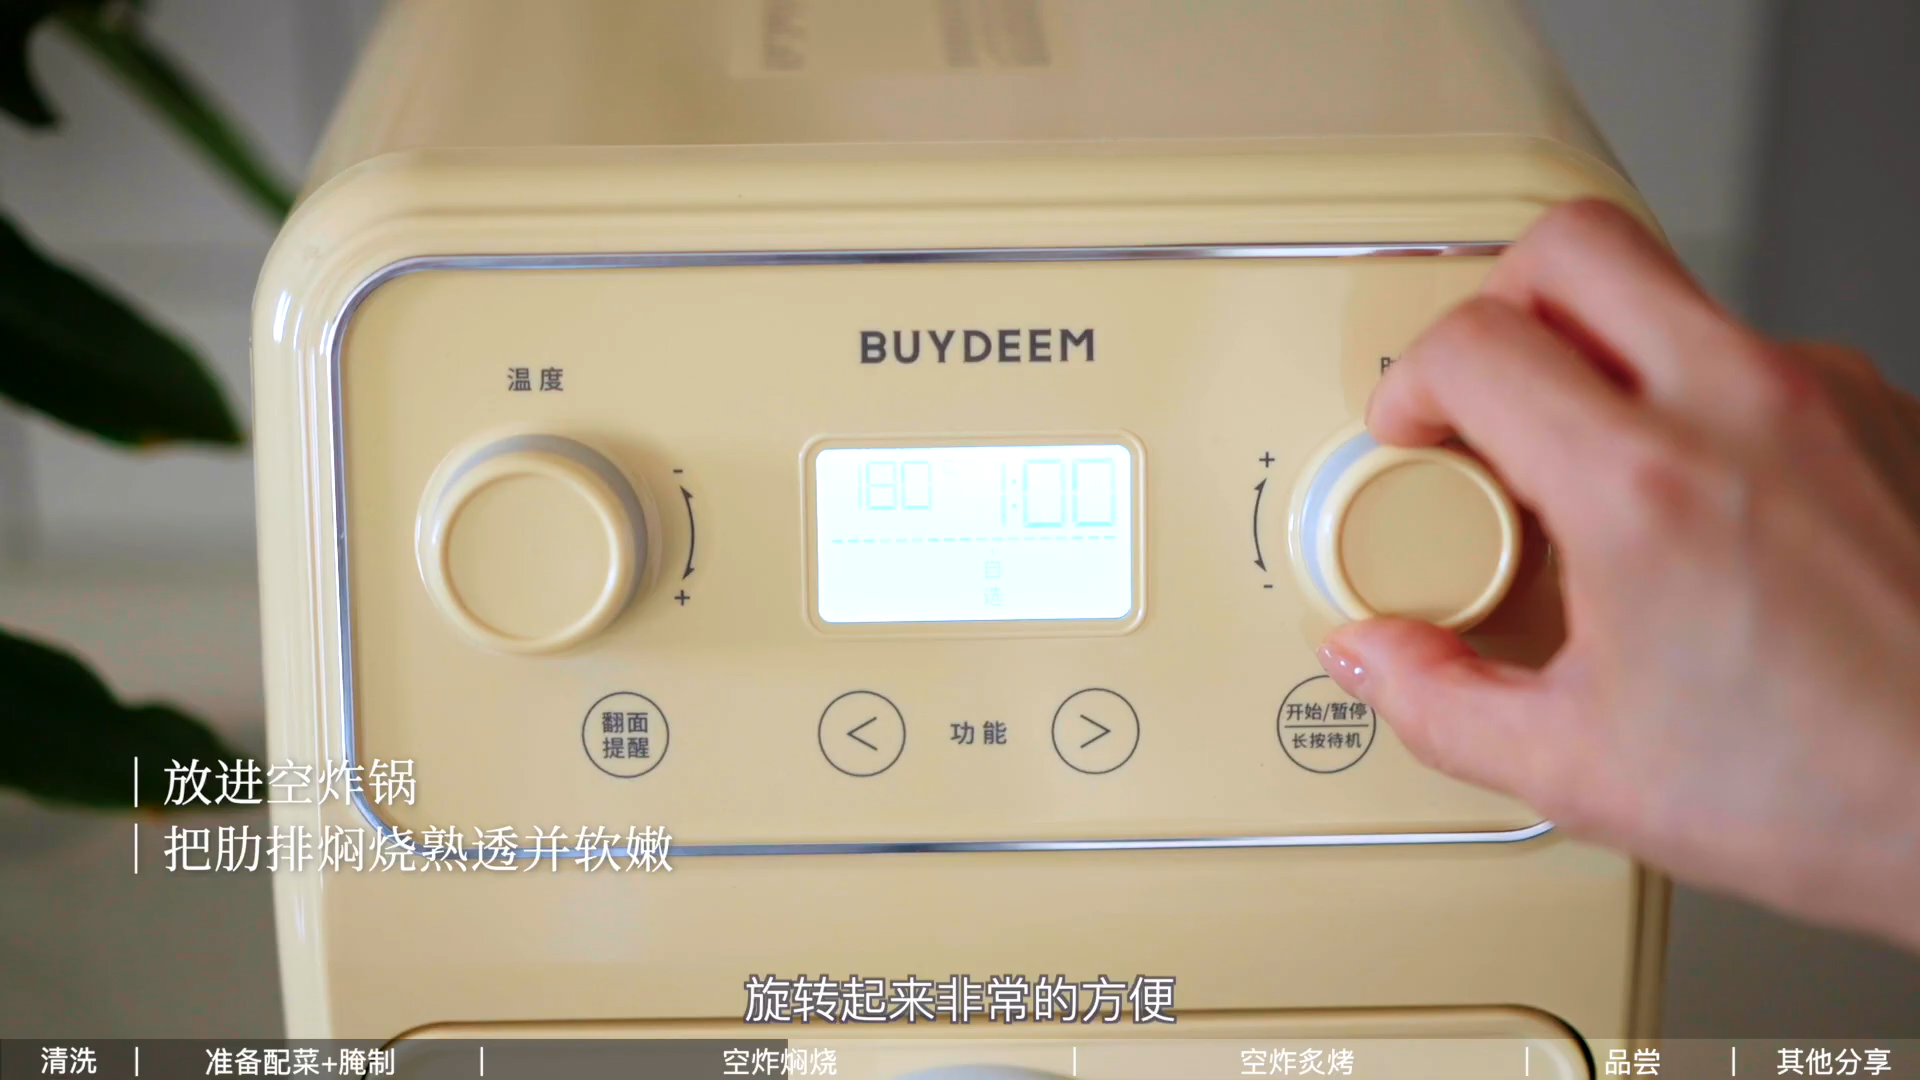 BUYDEEM
温度
180
1:00
自
+
-
-
+
翻面
提醒
<
功能
>
开始/暂停
长按待机
放进空炸锅
把肋排焖烧熟透并软嫩
旋转起来非常的方便
清洗 | 准备配菜+腌制 | 空炸焖烧 | 空炸炙烤 | 品尝 | 其他分享